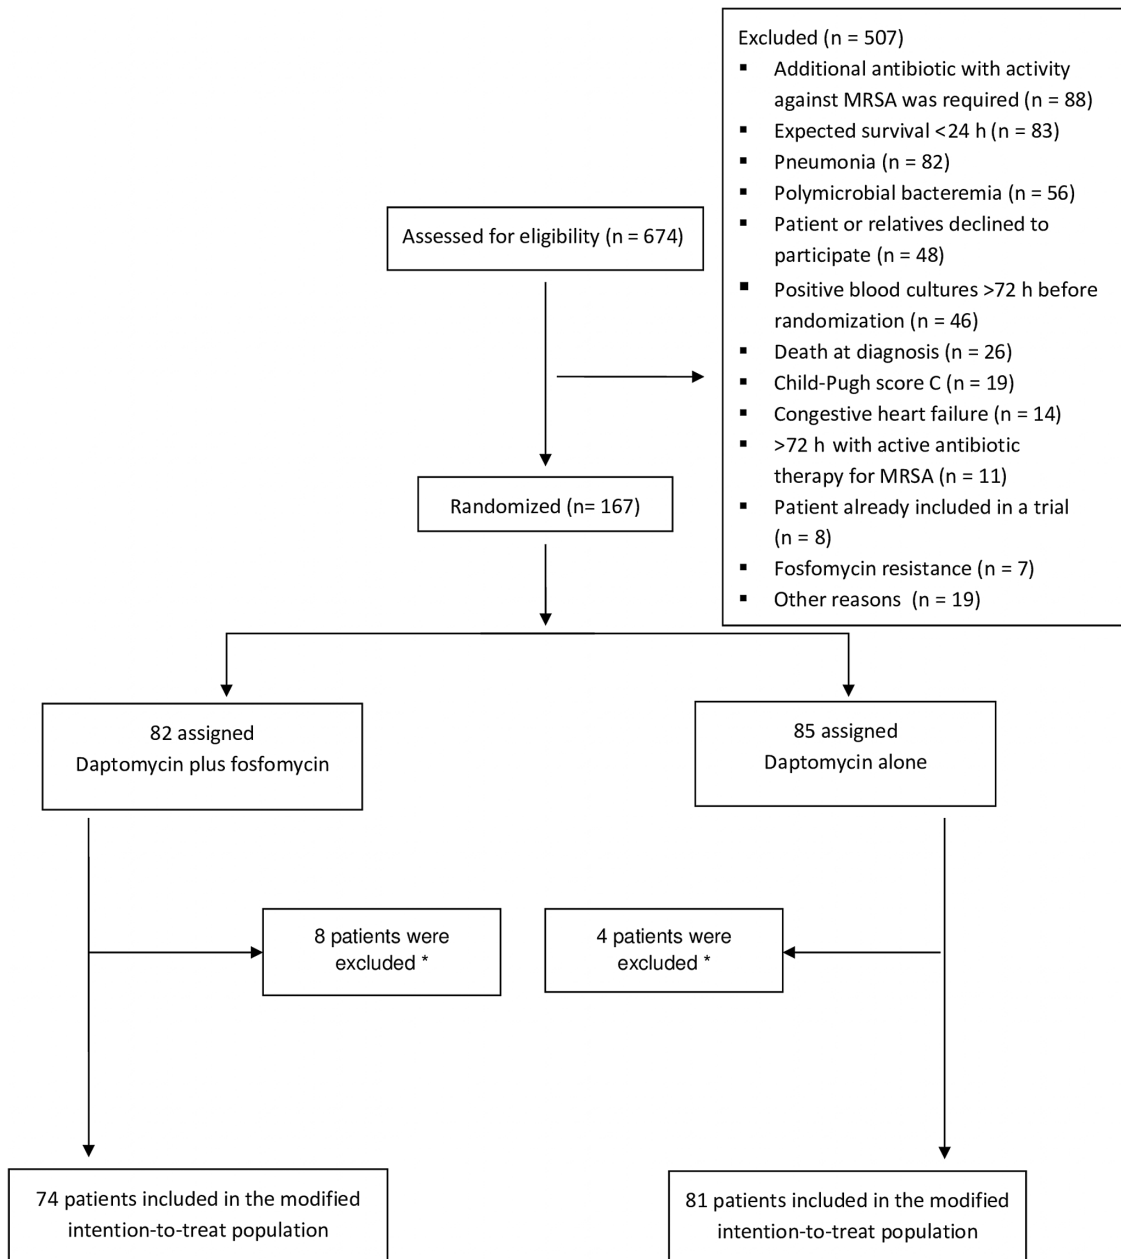 Excluded (n = 507)
▪ Additional antibiotic with activity
against MRSA was required (n = 88)
▪ Expected survival <24 h (n = 83)
▪ Pneumonia (n = 82)
▪ Polymicrobial bacteremia (n = 56)
▪ Patient or relatives declined to
participate (n = 48)
▪ Positive blood cultures >72 h before
randomization (n = 46)
▪ Death at diagnosis (n = 26)
▪ Child-Pugh score C (n = 19)
▪ Congestive heart failure (n = 14)
▪ >72 h with active antibiotic
therapy for MRSA (n = 11)
▪ Patient already included in a trial
(n = 8)
▪ Fosfomycin resistance (n = 7)
▪ Other reasons (n = 19)
Assessed for eligibility (n = 674)
Randomized (n= 167)
82 assigned
Daptomycin plus fosfomycin
85 assigned
Daptomycin alone
8 patients were
excluded *
4 patients were
excluded *
74 patients included in the modified
intention-to-treat population
81 patients included in the modified
intention-to-treat population